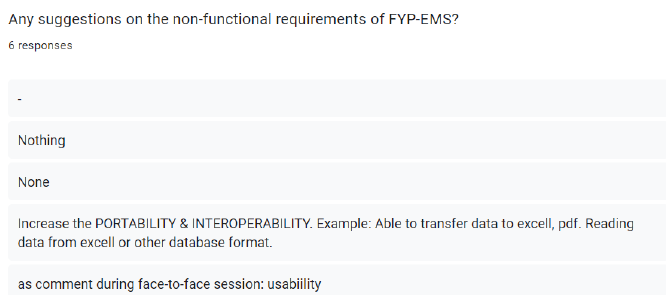 Any suggestions on the non-functional requirements of FYP-EMS?
6 responses
-
Nothing
None
Increase the PORTABILITY & INTEROPERABILITY. Example: Able to transfer data to excell, pdf. Reading
data from excell or other database format.
as comment during face-to-face session: usabiility